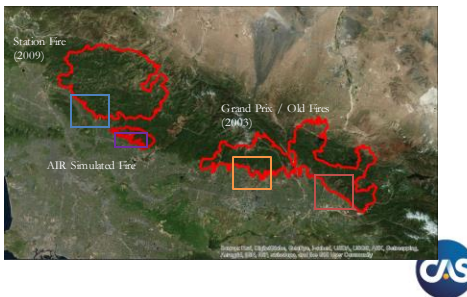 Station Fire
(2009)
Grand Prix / Old Fires
(2003)
AIR Simulated Fire
CAS